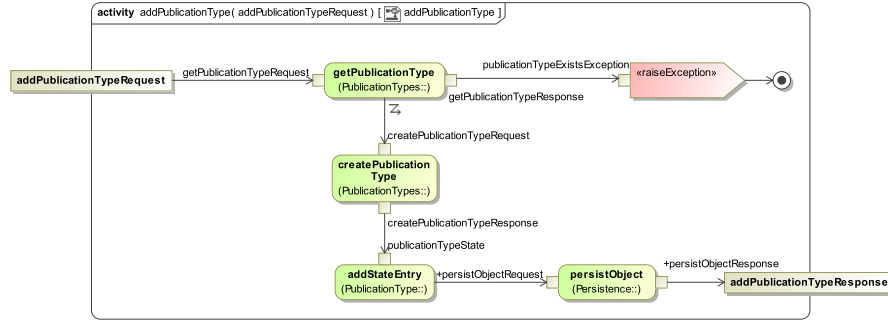 activity addPublicationType( addPublicationTypeRequest ) [ addPublicationType ]
addPublicationTypeRequest
getPublicationTypeRequest
getPublicationType
(PublicationTypes::)
publicationTypeExistsException
getPublicationTypeResponse
«raiseException»
createPublicationTypeRequest
createPublication
Type
(PublicationTypes::)
createPublicationTypeResponse
publicationTypeState
addStateEntry
(PublicationType::)
+persistObjectRequest
persistObject
(Persistence::)
+persistObjectResponse
addPublicationTypeResponse